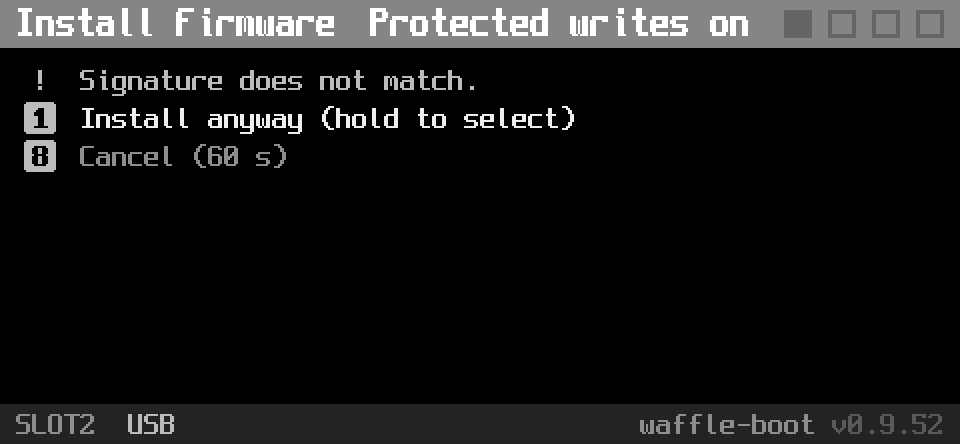 Install Firmware Protected writes on
! Signature does not match.
1 Install anyway (hold to select)
8 Cancel (60 s)
SLOT2 USB waffle-boot v0.9.52